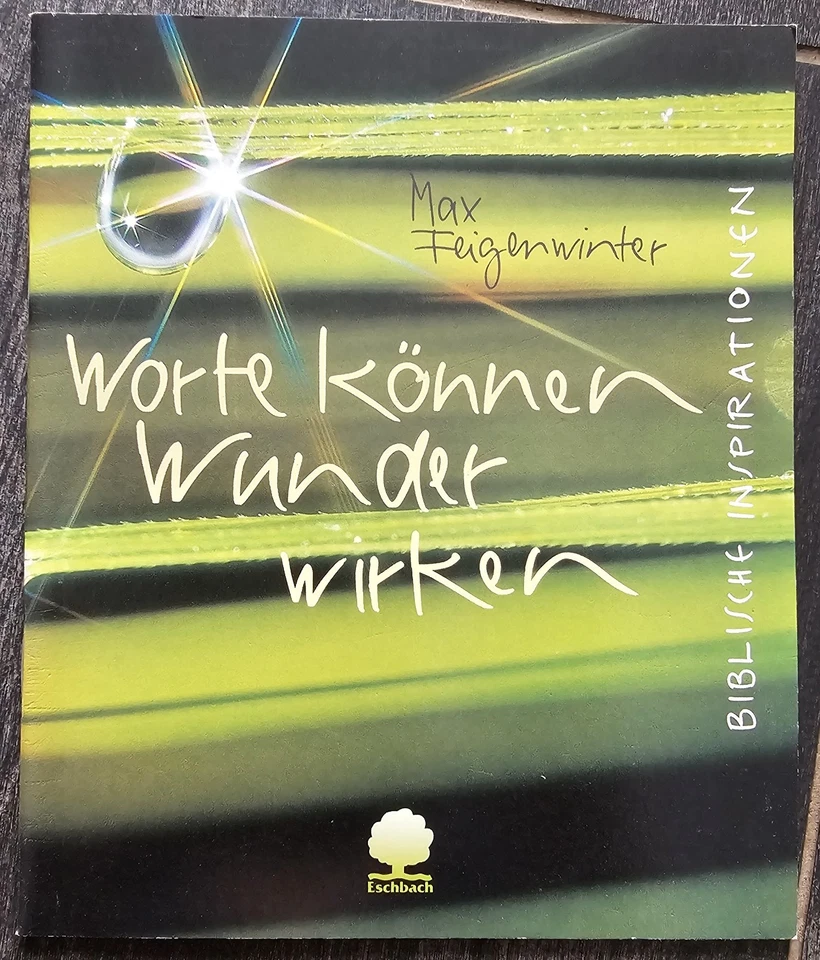 Max
Feigenwinter
Worte können
Wunder
wirken
BIBLISCHE INSPIRATIONEN
Eschbach